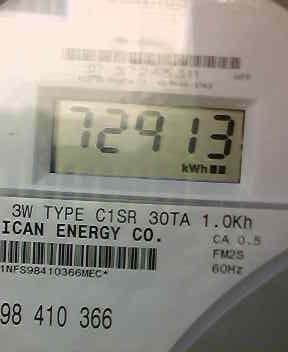 72913
kWh
3W TYPE C1SR 30TA 1.0Kh
ICAN ENERGY CO.
CA 0.5
FM2S
60Hz
1NFS98410366MEC*
98 410 366